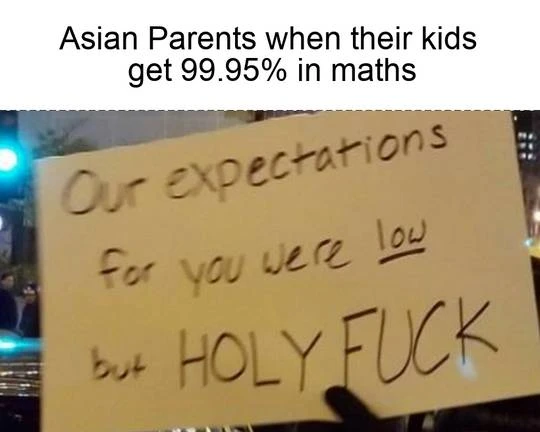 Asian Parents when their kids
get 99.95% in maths
Our expectations
for you were low
but HOLY FUCK